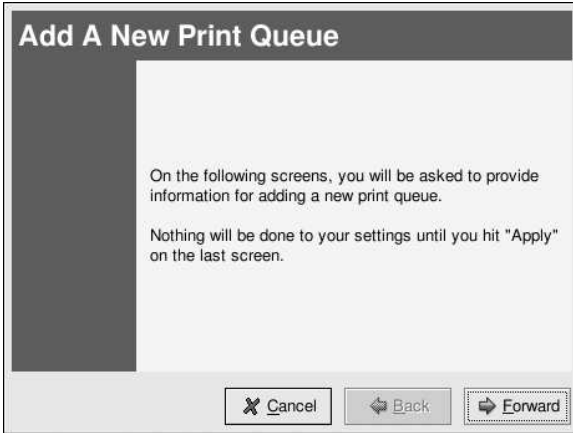 Add A New Print Queue
On the following screens, you will be asked to provide
information for adding a new print queue.
Nothing will be done to your settings until you hit "Apply"
on the last screen.
Cancel
Back
Forward